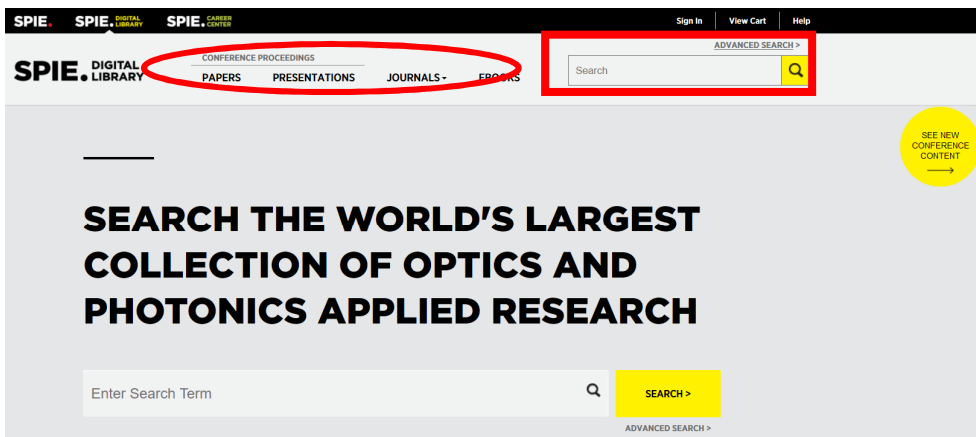 SPIE. SPIE. DIGITAL LIBRARY SPIE. CAREER CENTER Sign In View Cart Help
ADVANCED SEARCH >
SPIE. DIGITAL LIBRARY
CONFERENCE PROCEEDINGS
PAPERS PRESENTATIONS JOURNALS EBOOKS
Search
SEE NEW
CONFERENCE
CONTENT
SEARCH THE WORLD'S LARGEST
COLLECTION OF OPTICS AND
PHOTONICS APPLIED RESEARCH
Enter Search Term
SEARCH >
ADVANCED SEARCH >